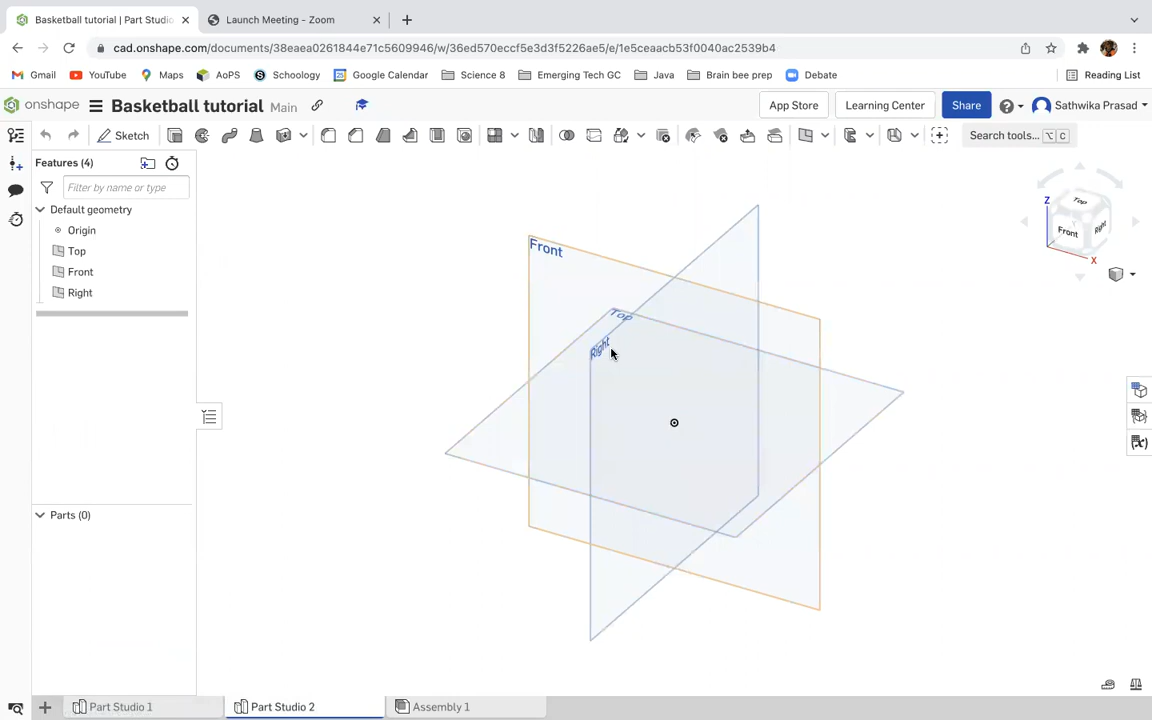 Basketball tutorial | Part Studio
Launch Meeting - Zoom
cad.onshape.com/documents/38eaea0261844e71c5609946/w/36ed570eccf5e3d3f5226ae5/e/1e5ceaacb53f0040ac2539b4
Gmail YouTube Maps AoPS Schoology Google Calendar Science 8 Emerging Tech GC Java Brain bee prep Debate Reading List
onshape Basketball tutorial Main App Store Learning Center Share Sathwika Prasad
Sketch Search tools... ⌥ C
Features (4)
Filter by name or type
Default geometry
Origin
Top
Front
Right
Parts (0)
Front
Top
Right
Z
Top
Front
Right
X
Part Studio 1 Part Studio 2 Assembly 1